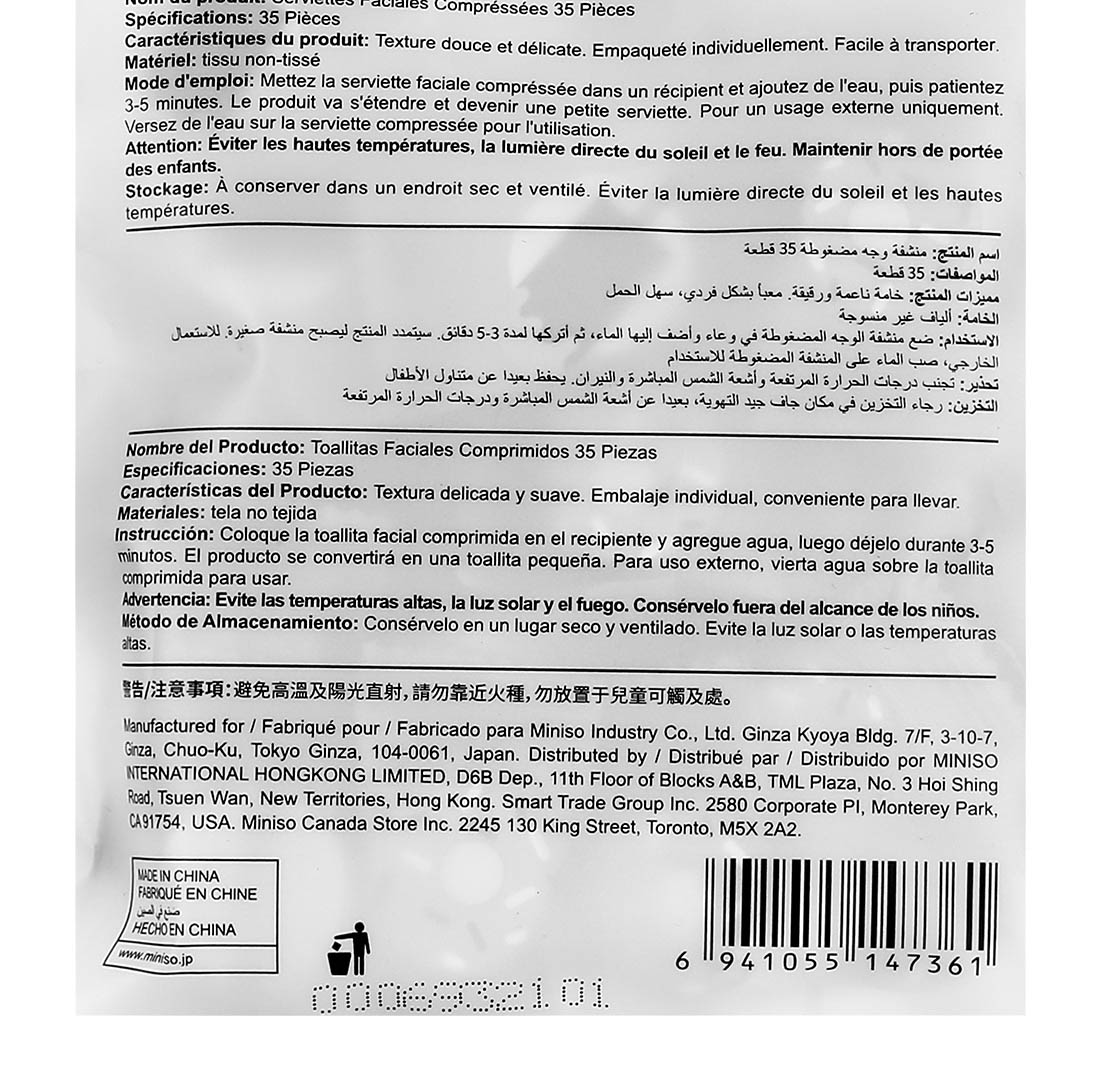 Nom du produit: Serviettes Faciales Compréssées 35 Pièces
Spécifications: 35 Pièces
Caractéristiques du produit: Texture douce et délicate. Empaqueté individuellement. Facile à transporter.
Matériel: tissu non-tissé
Mode d'emploi: Mettez la serviette faciale compréssée dans un récipient et ajoutez de l'eau, puis patientez
3-5 minutes. Le produit va s'étendre et devenir une petite serviette. Pour un usage externe uniquement.
Versez de l'eau sur la serviette compressée pour l'utilisation.
Attention: Éviter les hautes températures, la lumière directe du soleil et le feu. Maintenir hors de portée
des enfants.
Stockage: À conserver dans un endroit sec et ventilé. Éviter la lumière directe du soleil et les hautes
températures.
اسم المنتج: منشفة وجه مضغوطة 35 قطعة
المواصفات: 35 قطعة
مميزات المنتج: خامة ناعمة ورقيقة. معبأ بشكل فردي، سهل الحمل
الخامة: ألياف غير منسوجة
الاستخدام: ضع منشفة الوجه المضغوطة في وعاء وأضف إليها الماء، ثم أتركها لمدة 3-5 دقائق. سيتمدد المنتج ليصبح منشفة صغيرة. للاستعمال
الخارجي، صب الماء على المنشفة المضغوطة للاستخدام
تحذير: تجنب درجات الحرارة المرتفعة وأشعة الشمس المباشرة والنيران. يحفظ بعيدا عن متناول الأطفال
التخزين: رجاء التخزين في مكان جاف جيد التهوية، بعيدا عن أشعة الشمس المباشرة ودرجات الحرارة المرتفعة
Nombre del Producto: Toallitas Faciales Comprimidos 35 Piezas
Especificaciones: 35 Piezas
Características del Producto: Textura delicada y suave. Embalaje individual, conveniente para llevar.
Materiales: tela no tejida
Instrucción: Coloque la toallita facial comprimida en el recipiente y agregue agua, luego déjelo durante 3-5
minutos. El producto se convertirá en una toallita pequeña. Para uso externo, vierta agua sobre la toallita
comprimida para usar.
Advertencia: Evite las temperaturas altas, la luz solar y el fuego. Consérvelo fuera del alcance de los niños.
Método de Almacenamiento: Consérvelo en un lugar seco y ventilado. Evite la luz solar o las temperaturas
altas.
警告/注意事項:避免高溫及陽光直射,請勿靠近火種,勿放置于兒童可觸及處。
Manufactured for / Fabriqué pour / Fabricado para Miniso Industry Co., Ltd. Ginza Kyoya Bldg. 7/F, 3-10-7,
Ginza, Chuo-Ku, Tokyo Ginza, 104-0061, Japan. Distributed by / Distribué par / Distribuido por MINISO
INTERNATIONAL HONGKONG LIMITED, D6B Dep., 11th Floor of Blocks A&B, TML Plaza, No. 3 Hoi Shing
Road, Tsuen Wan, New Territories, Hong Kong. Smart Trade Group Inc. 2580 Corporate Pl, Monterey Park,
CA91754, USA. Miniso Canada Store Inc. 2245 130 King Street, Toronto, M5X 2A2.
MADE IN CHINA
FABRIQUÉ EN CHINE
صنع في الصين
HECHO EN CHINA
www.miniso.jp
6 941055 147361
0006932101